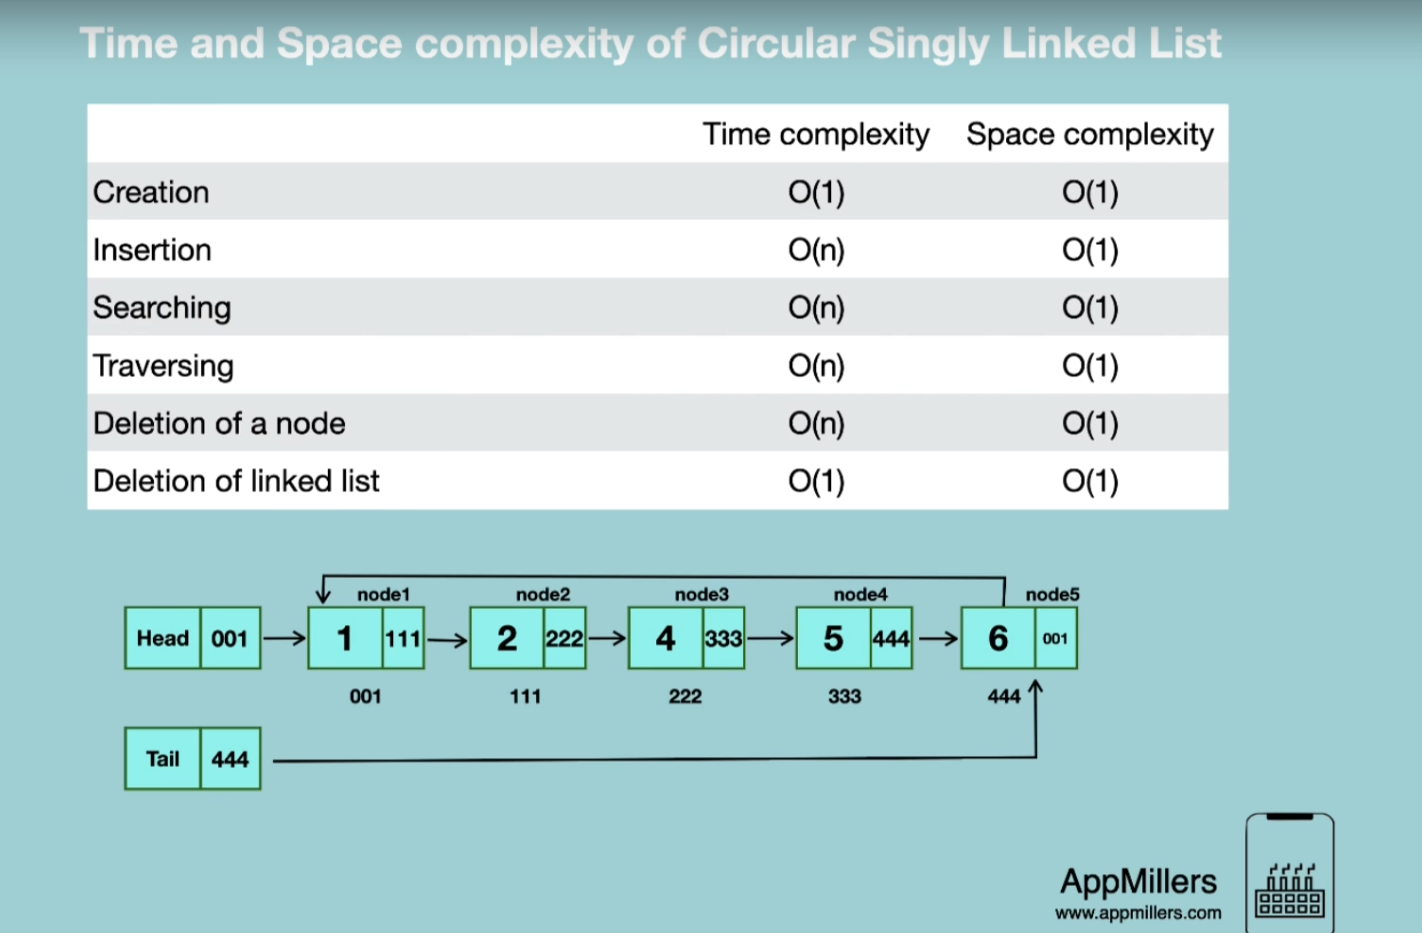 Time and Space complexity of Circular Singly Linked List
Time complexity Space complexity
Creation O(1) O(1)
Insertion O(n) O(1)
Searching O(n) O(1)
Traversing O(n) O(1)
Deletion of a node O(n) O(1)
Deletion of linked list O(1) O(1)
node1 node2 node3 node4 node5
Head 001 1 111 2 222 4 333 5 444 6 001
001 111 222 333 444
Tail 444
AppMillers
www.appmillers.com